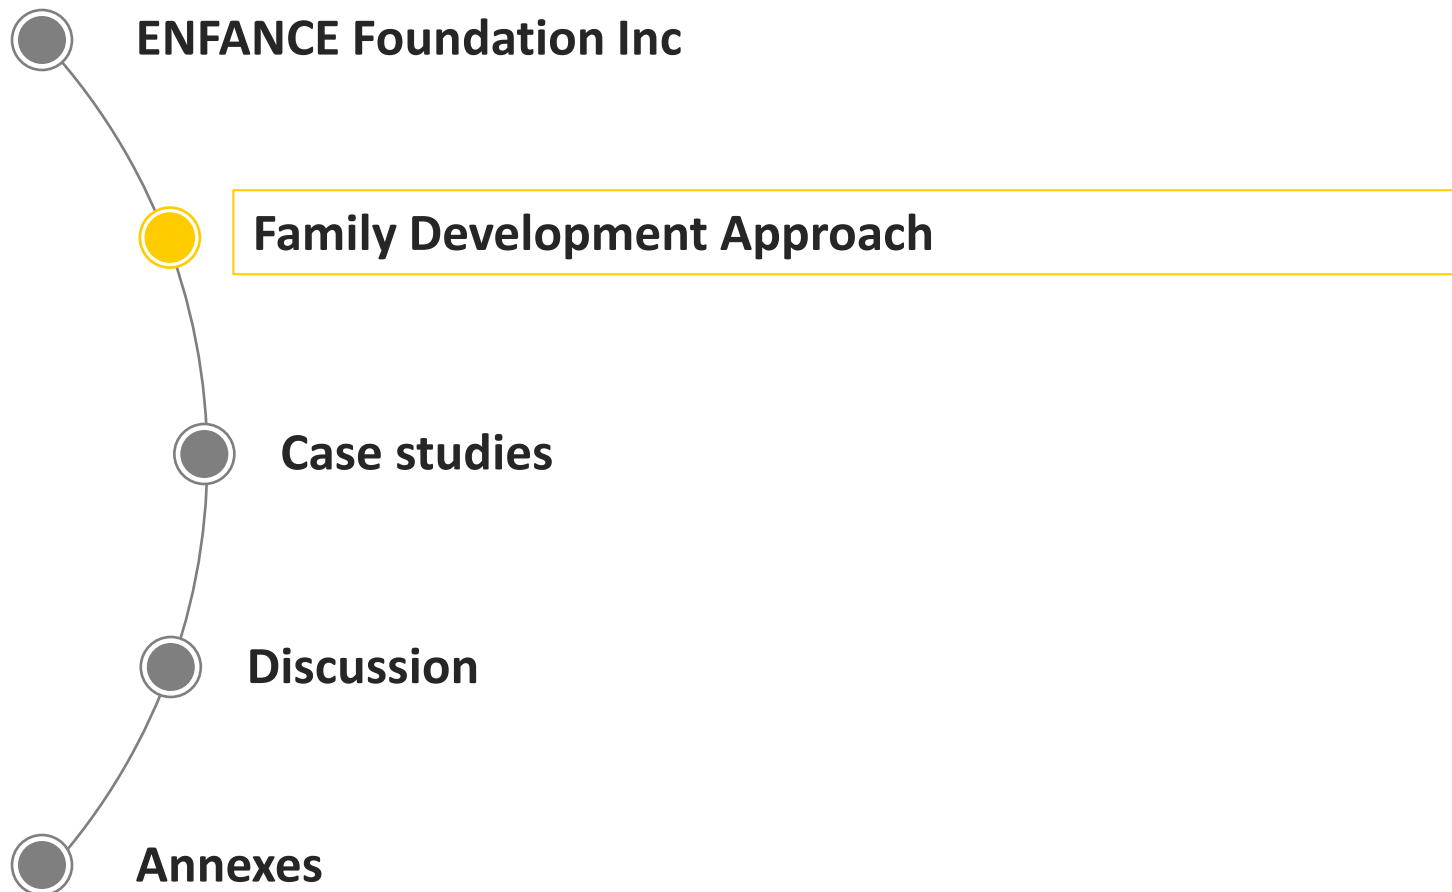 ENFANCE Foundation Inc
Family Development Approach
Case studies
Discussion
Annexes